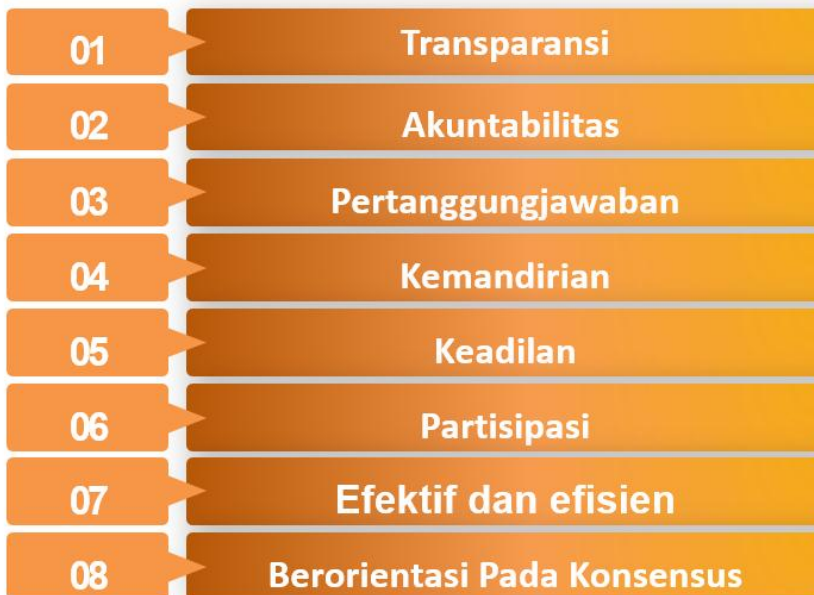 01 Transparansi
02 Akuntabilitas
03 Pertanggungjawaban
04 Kemandirian
05 Keadilan
06 Partisipasi
07 Efektif dan efisien
08 Berorientasi Pada Konsensus